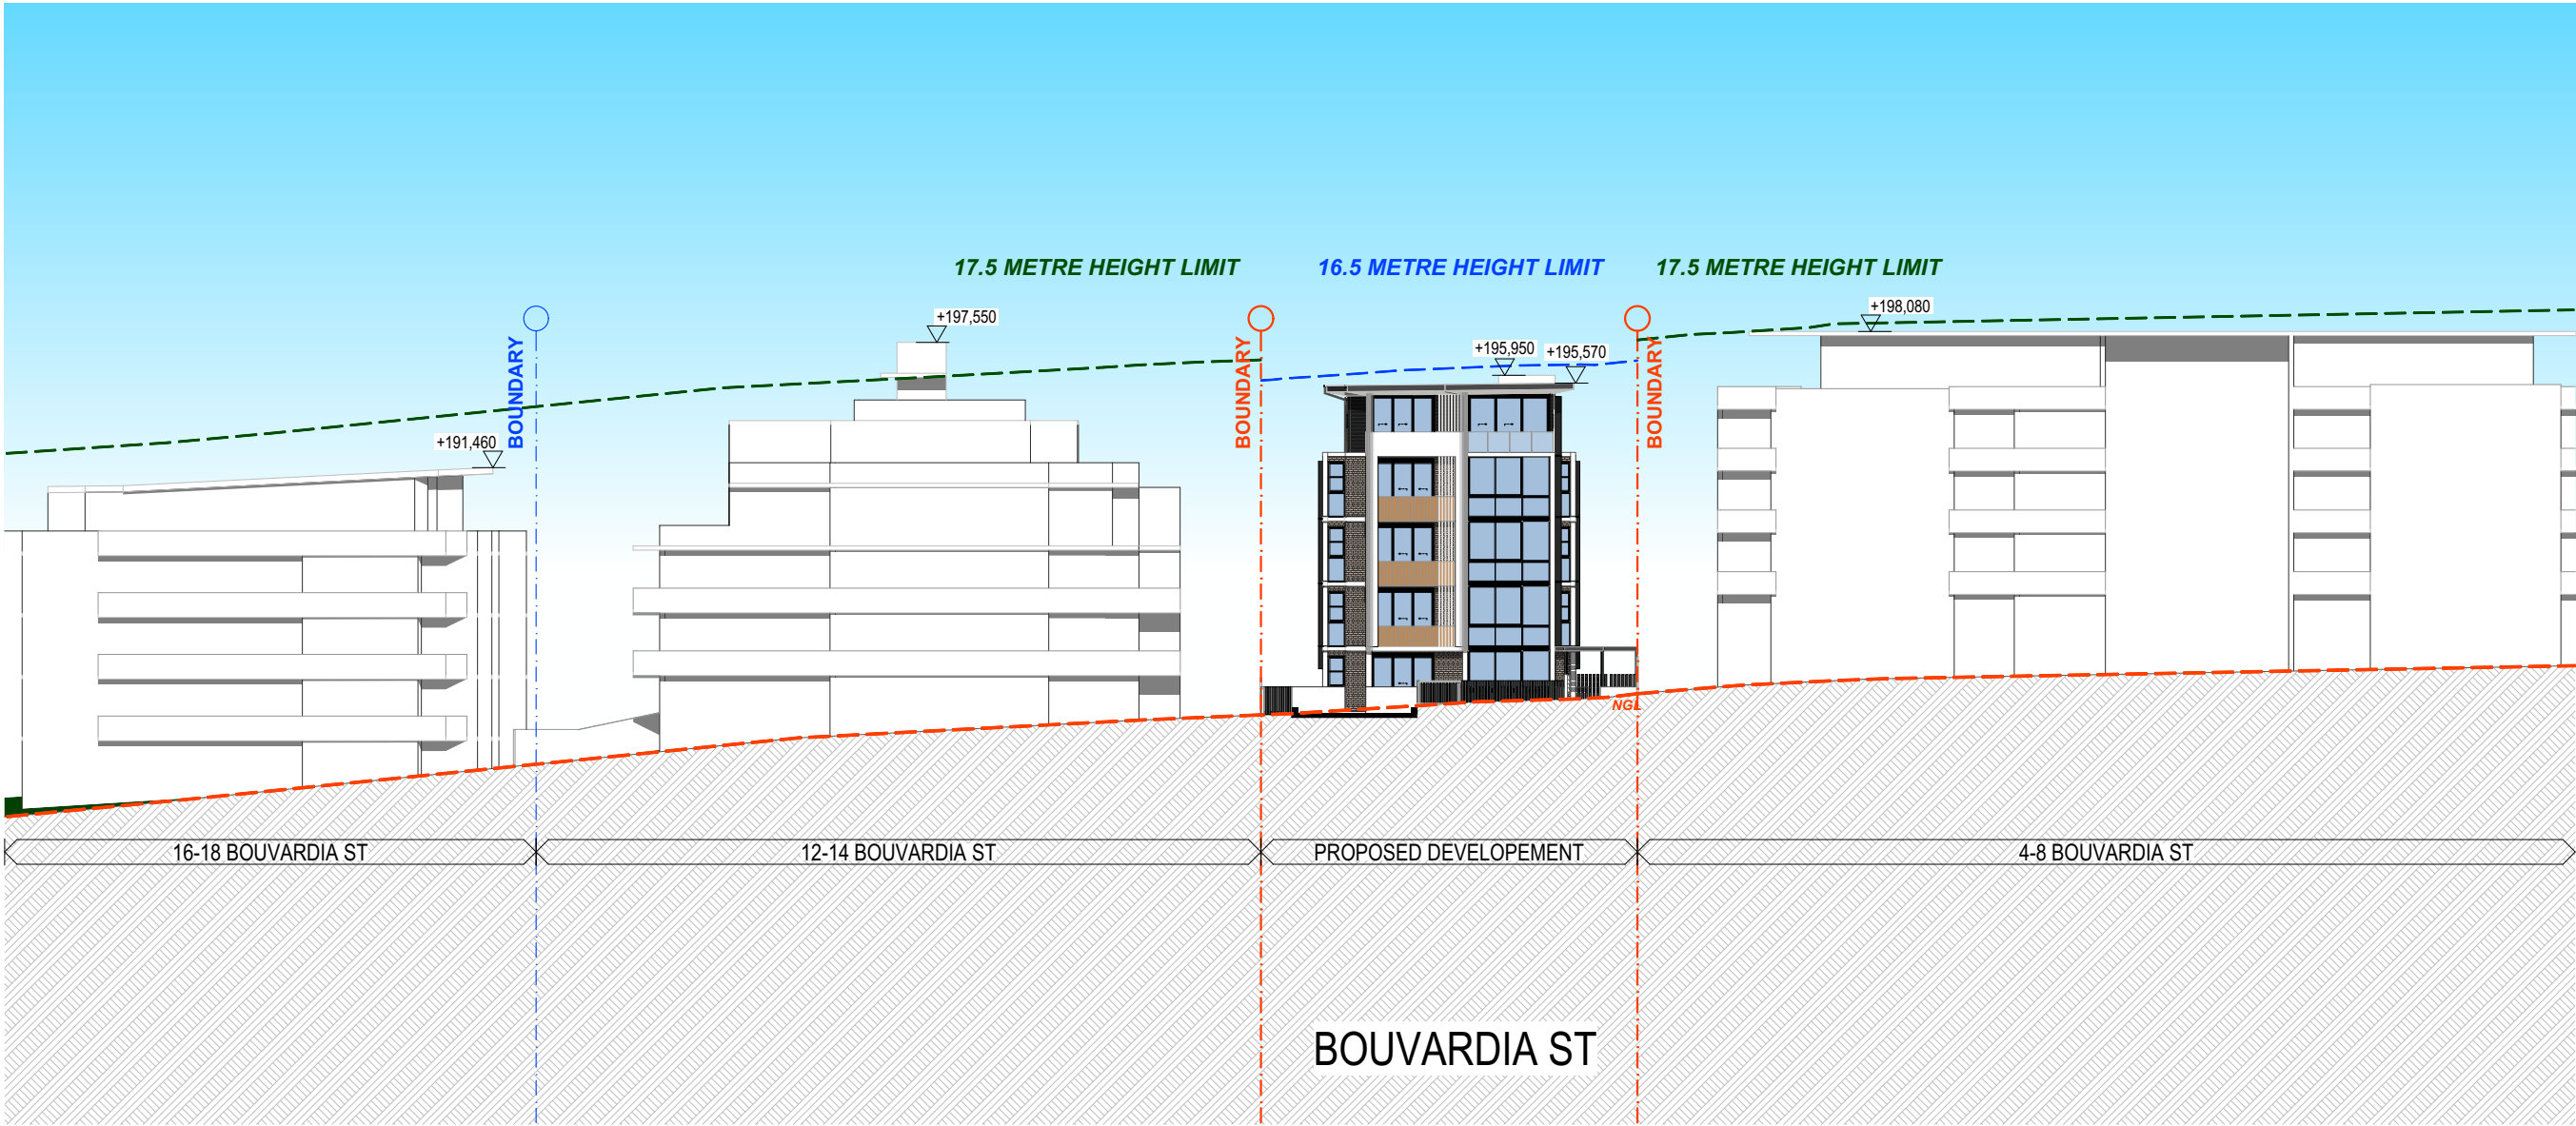 17.5 METRE HEIGHT LIMIT
16.5 METRE HEIGHT LIMIT
17.5 METRE HEIGHT LIMIT
+197,550
+198,080
+195,950
+195,570
+191,460
BOUNDARY
BOUNDARY
BOUNDARY
NGL
16-18 BOUVARDIA ST
12-14 BOUVARDIA ST
PROPOSED DEVELOPEMENT
4-8 BOUVARDIA ST
BOUVARDIA ST